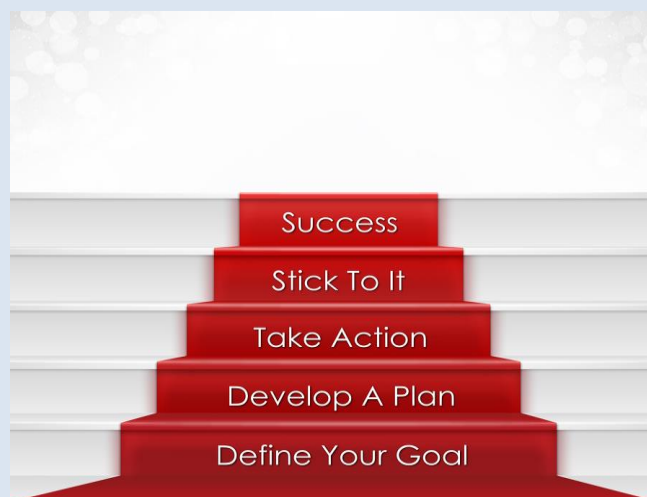 Success
Stick To It
Take Action
Develop A Plan
Define Your Goal